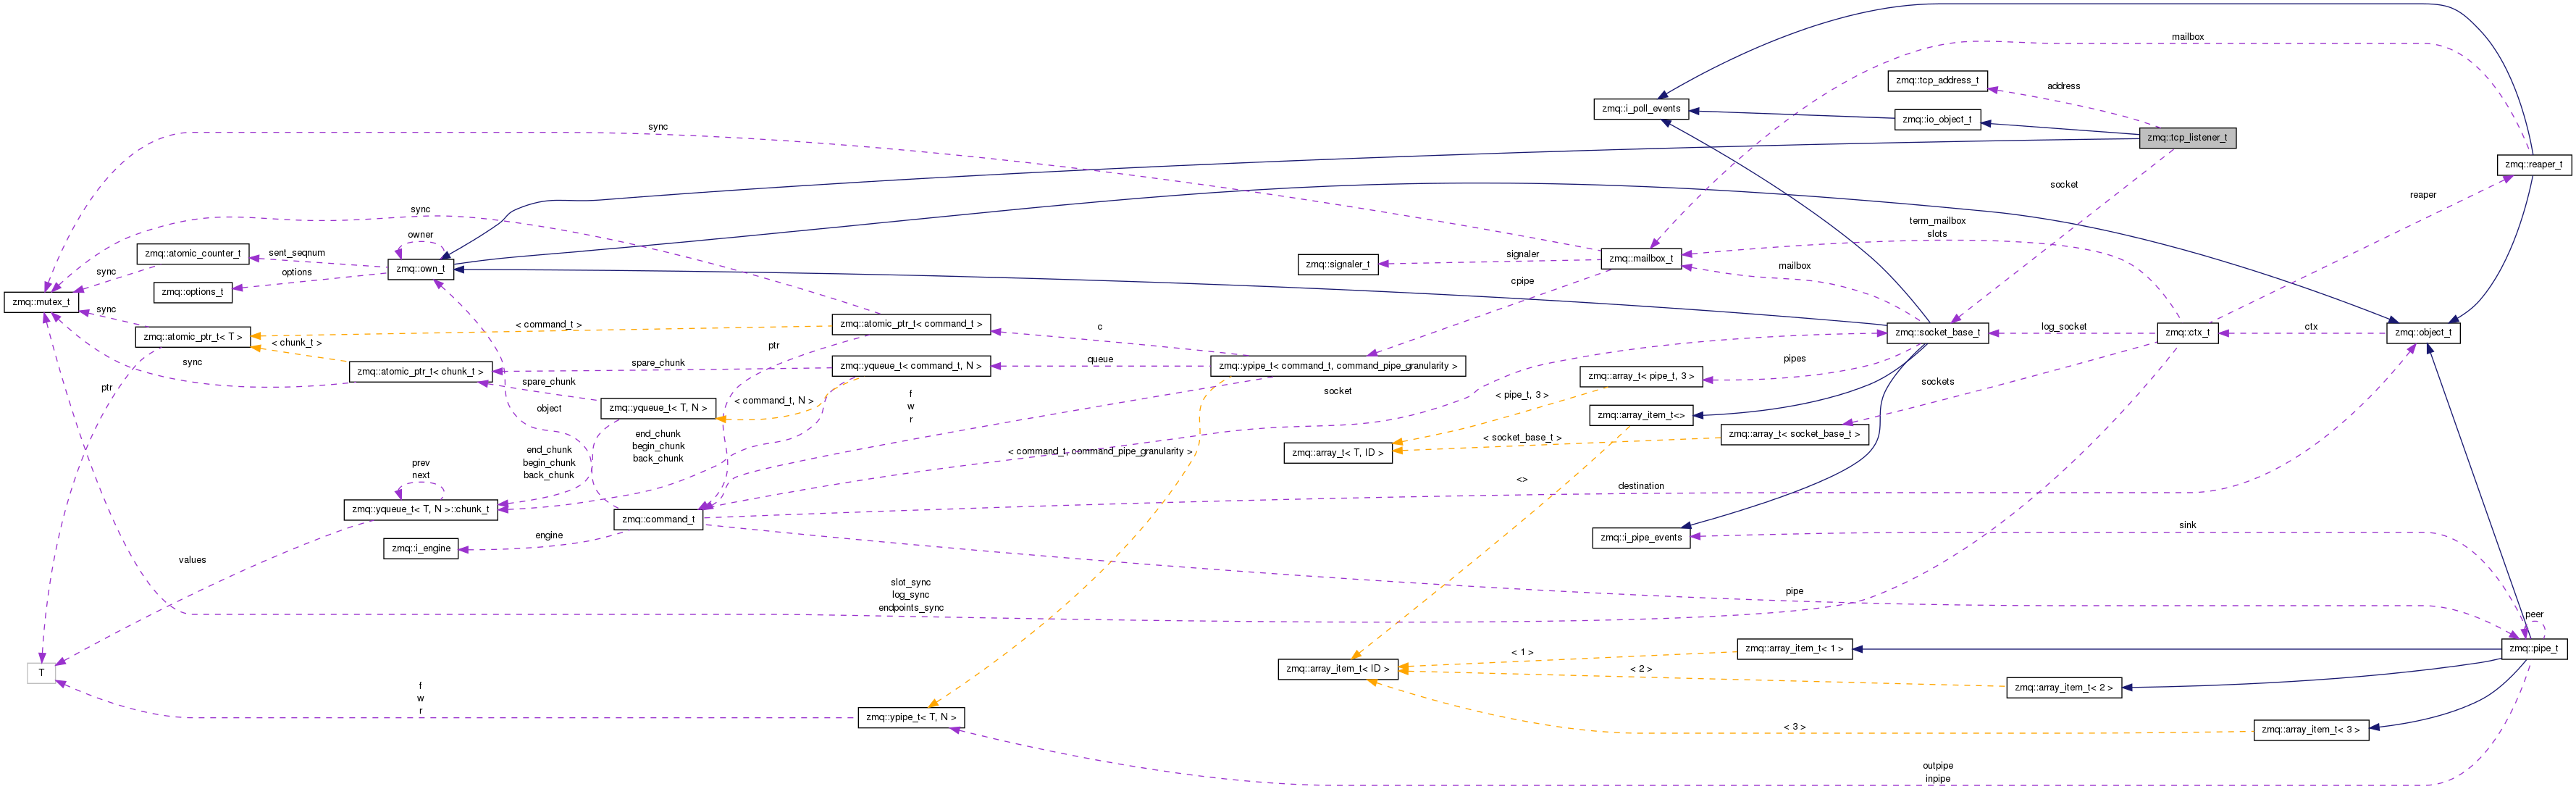 mailbox
zmq::tcp_address_t
address
zmq::i_poll_events
zmq::io_object_t
sync
zmq::tcp_listener_t
zmq::reaper_t
socket
reaper
sync
term_mailbox
slots
owner
zmq::atomic_counter_t
sent_seqnum
signaler
zmq::mailbox_t
zmq::signaler_t
zmq::own_t
mailbox
sync
options
cpipe
zmq::options_t
zmq::mutex_t
sync
< command_t >
zmq::atomic_ptr_t< command_t >
c
zmq::socket_base_t
log_socket
zmq::ctx_t
ctx
zmq::object_t
zmq::atomic_ptr_t< T >
< chunk_t >
ptr
sync
spare_chunk
queue
pipes
zmq::yqueue_t< command_t, N >
zmq::ypipe_t< command_t, command_pipe_granularity >
zmq::atomic_ptr_t< chunk_t >
zmq::array_t< pipe_t, 3 >
ptr
spare_chunk
sockets
socket
object
zmq::yqueue_t< T, N >
< command_t, N >
f
w
r
< pipe_t, 3 >
zmq::array_item_t<>
end_chunk
begin_chunk
back_chunk
end_chunk
begin_chunk
back_chunk
< command_t, command_pipe_granularity >
zmq::array_t< T, ID >
< socket_base_t >
zmq::array_t< socket_base_t >
prev
next
<>
destination
zmq::yqueue_t< T, N >::chunk_t
zmq::command_t
sink
zmq::i_engine
engine
zmq::i_pipe_events
values
slot_sync
log_sync
endpoints_sync
pipe
peer
zmq::array_item_t< 1 >
zmq::pipe_t
< 1 >
T
zmq::array_item_t< ID >
< 2 >
zmq::array_item_t< 2 >
f
w
r
zmq::ypipe_t< T, N >
< 3 >
zmq::array_item_t< 3 >
outpipe
inpipe